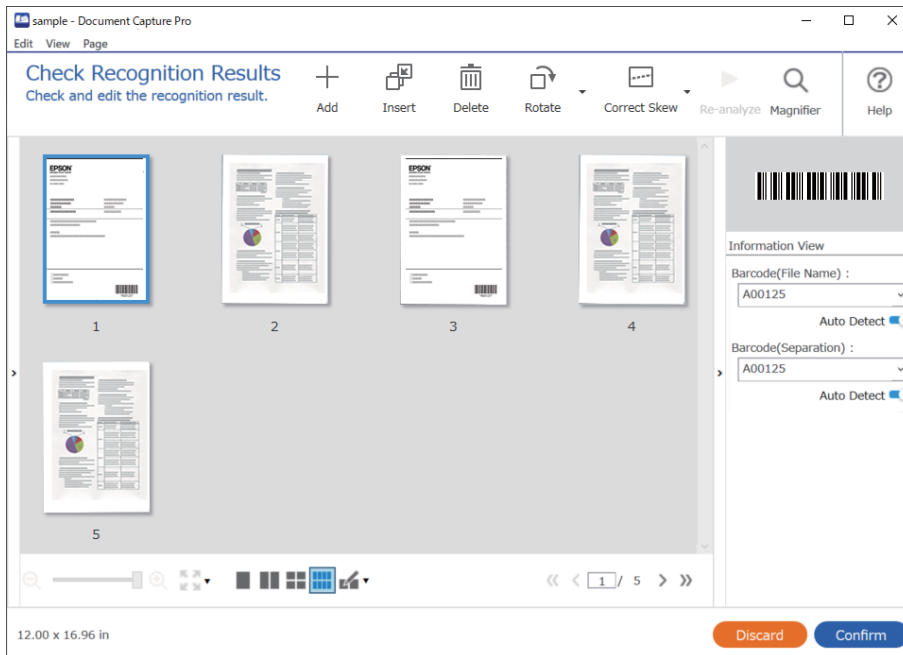 sample - Document Capture Pro
Edit View Page
Check Recognition Results
Check and edit the recognition result.
Add
Insert
Delete
Rotate
Correct Skew
Re-analyze
Magnifier
Help
EPSON
EPSON
1
2
3
4
5
Information View
Barcode(File Name) :
A00125
Auto Detect
Barcode(Separation) :
A00125
Auto Detect
1 / 5
12.00 x 16.96 in
Discard
Confirm